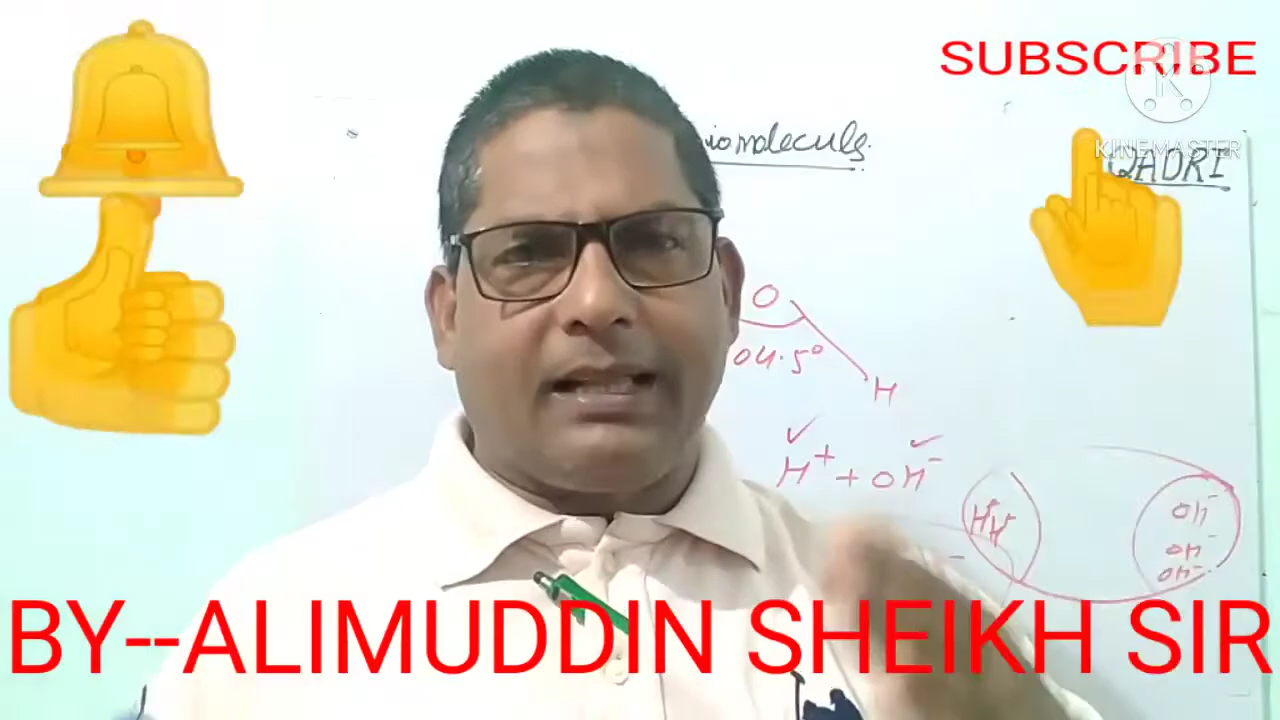 SUBSCRIBE
KINEMASTER
QADRI
iomolecule.
O
04.5°
H
H⁺ + OH⁻
H⁺H⁺
OH⁻
OH⁻
OH⁻
BY--ALIMUDDIN SHEIKH SIR